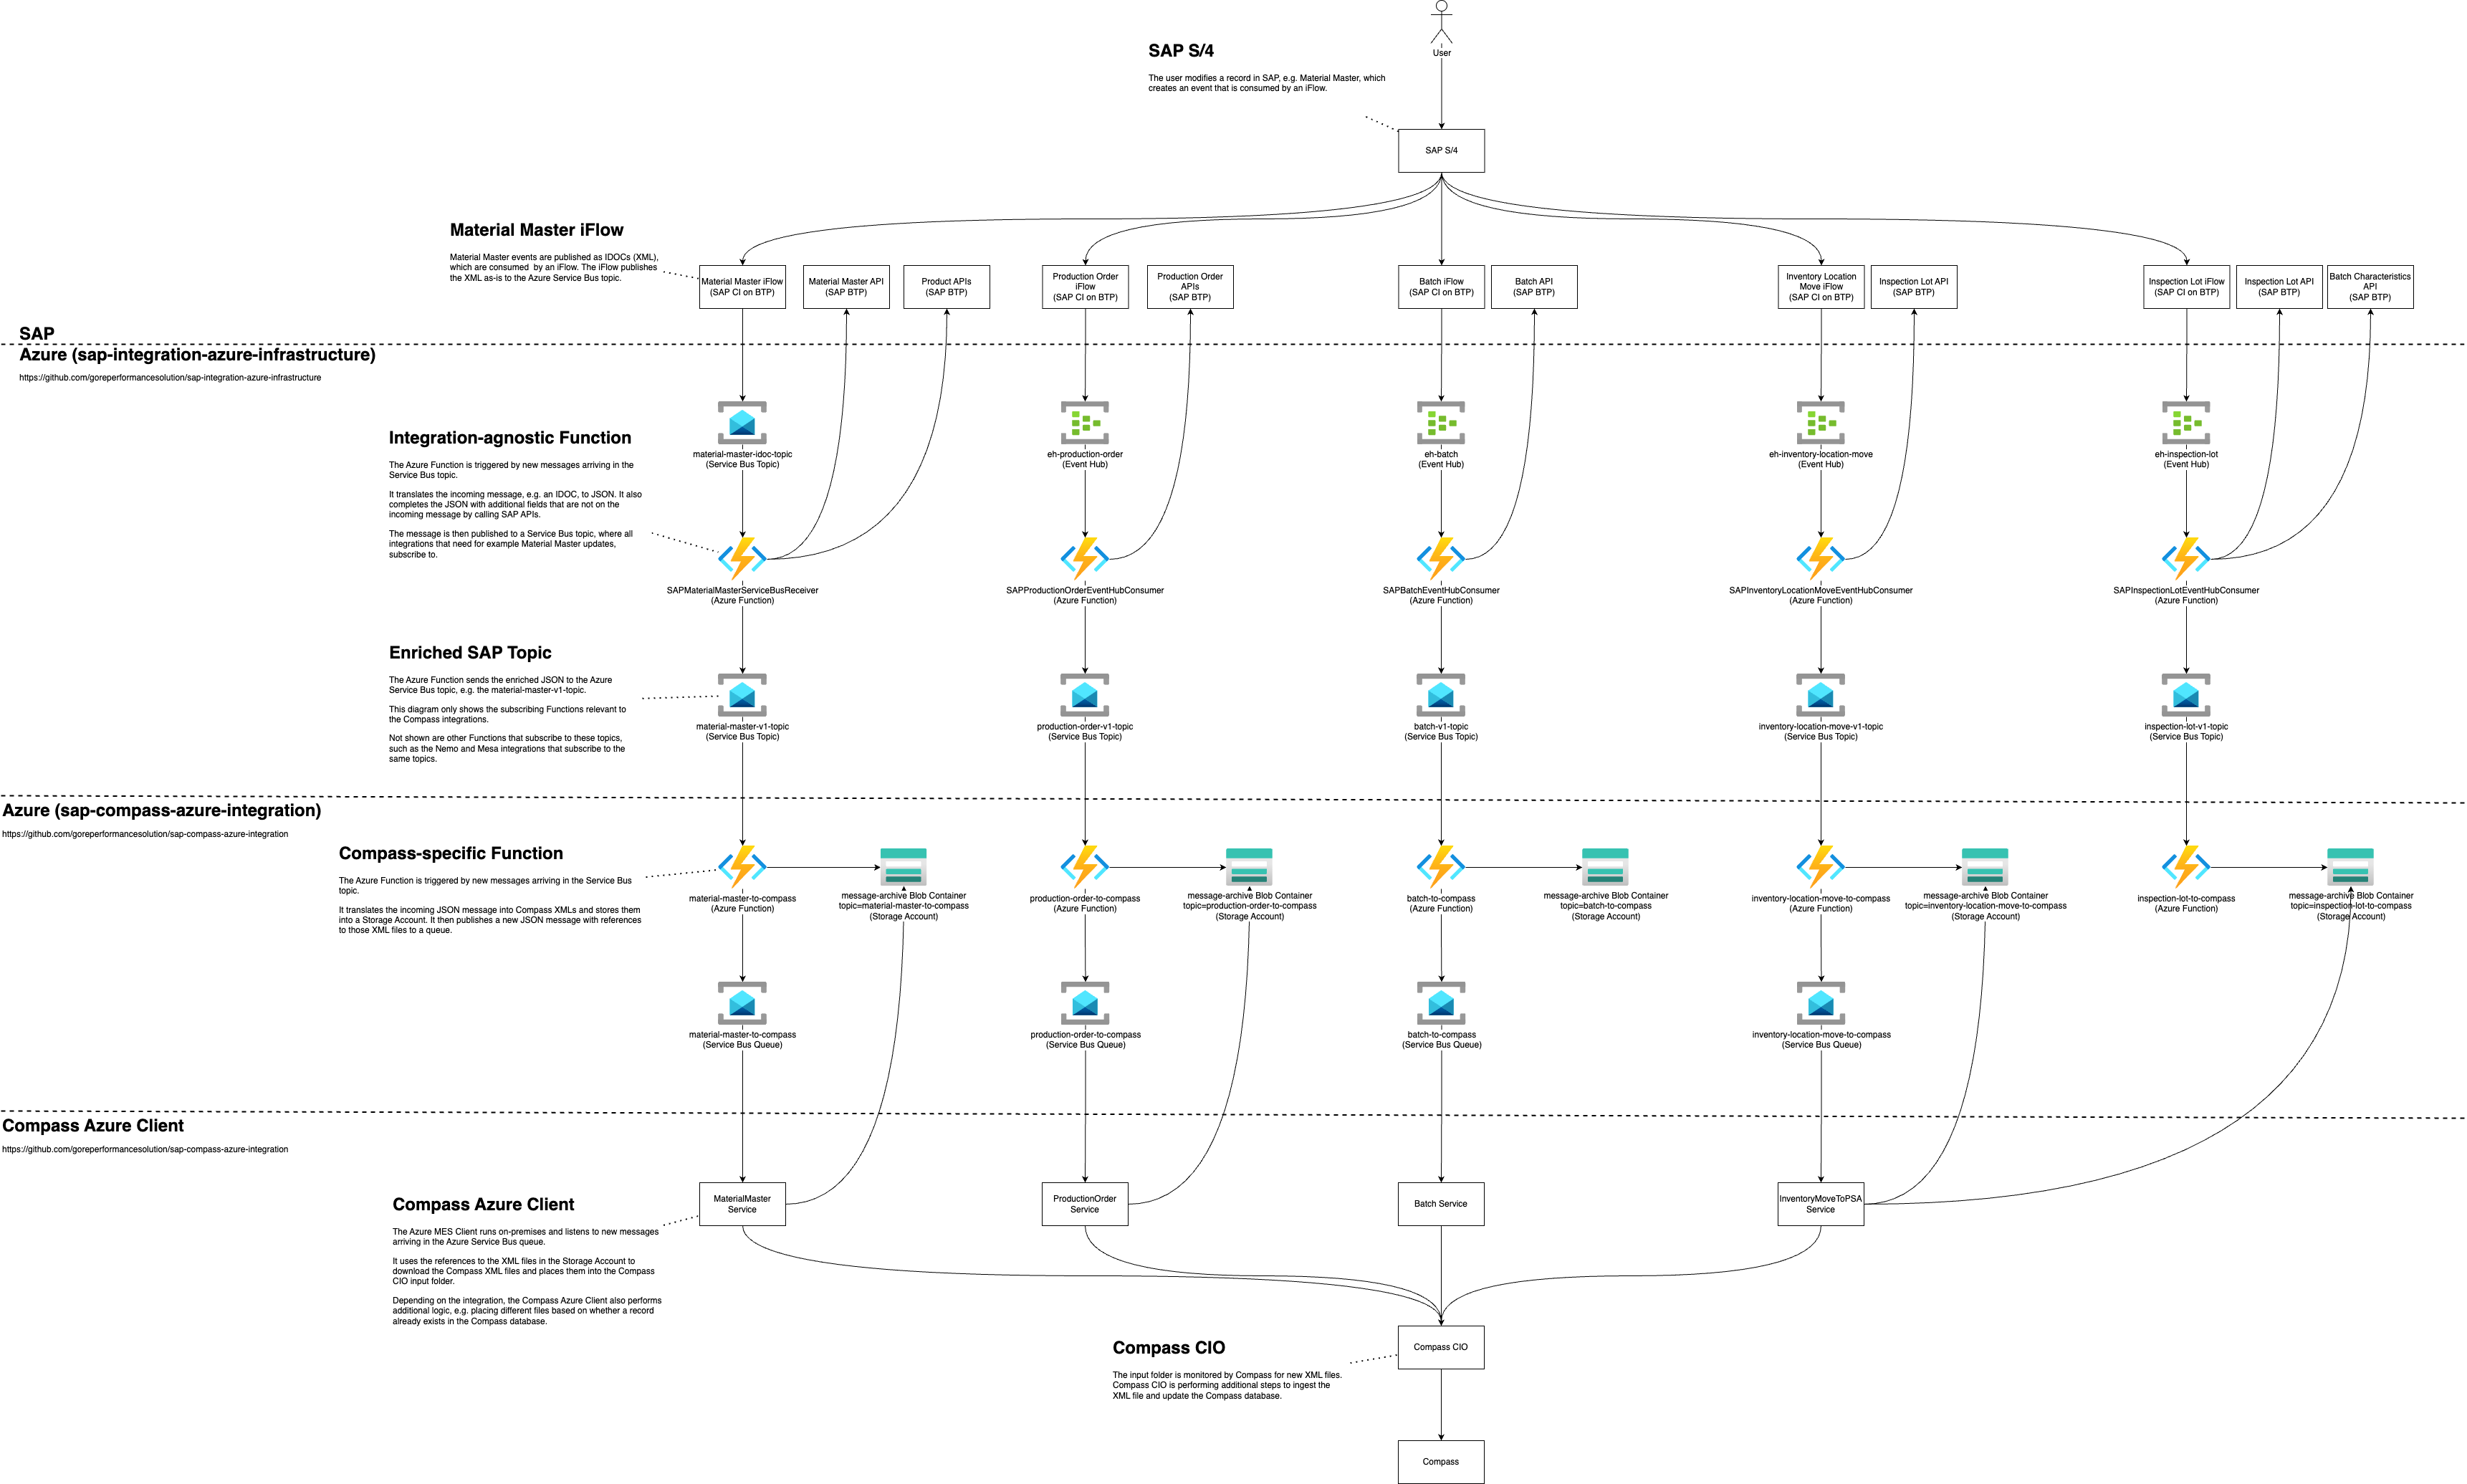 User
SAP S/4
The user modifies a record in SAP, e.g. Material Master, which
creates an event that is consumed by an iFlow.
SAP S/4
Material Master iFlow
Material Master events are published as IDOCs (XML),
which are consumed by an iFlow. The iFlow publishes
the XML as-is to the Azure Service Bus topic.
Material Master iFlow
(SAP CI on BTP)
Material Master API
(SAP BTP)
Product APIs
(SAP BTP)
Production Order
iFlow
(SAP CI on BTP)
Production Order
APIs
(SAP BTP)
Batch iFlow
(SAP CI on BTP)
Batch API
(SAP BTP)
Inventory Location
Move iFlow
(SAP CI on BTP)
Inspection Lot API
(SAP BTP)
Inspection Lot iFlow
(SAP CI on BTP)
Inspection Lot API
(SAP BTP)
Batch Characteristics
API
(SAP BTP)
SAP
Azure (sap-integration-azure-infrastructure)
https://github.com/goreperformancesolution/sap-integration-azure-infrastructure
Integration-agnostic Function
The Azure Function is triggered by new messages arriving in the
Service Bus topic.
It translates the incoming message, e.g. an IDOC, to JSON. It also
completes the JSON with additional fields that are not on the
incoming message by calling SAP APIs.
The message is then published to a Service Bus topic, where all
integrations that need for example Material Master updates,
subscribe to.
material-master-idoc-topic
(Service Bus Topic)
eh-production-order
(Event Hub)
eh-batch
(Event Hub)
eh-inventory-location-move
(Event Hub)
eh-inspection-lot
(Event Hub)
SAPMaterialMasterServiceBusReceiver
(Azure Function)
SAPProductionOrderEventHubConsumer
(Azure Function)
SAPBatchEventHubConsumer
(Azure Function)
SAPInventoryLocationMoveEventHubConsumer
(Azure Function)
SAPInspectionLotEventHubConsumer
(Azure Function)
Enriched SAP Topic
The Azure Function sends the enriched JSON to the Azure
Service Bus topic, e.g. the material-master-v1-topic.
This diagram only shows the subscribing Functions relevant to
the Compass integrations.
Not shown are other Functions that subscribe to these topics,
such as the Nemo and Mesa integrations that subscribe to the
same topics.
material-master-v1-topic
(Service Bus Topic)
production-order-v1-topic
(Service Bus Topic)
batch-v1-topic
(Service Bus Topic)
inventory-location-move-v1-topic
(Service Bus Topic)
inspection-lot-v1-topic
(Service Bus Topic)
Azure (sap-compass-azure-integration)
https://github.com/goreperformancesolution/sap-compass-azure-integration
Compass-specific Function
The Azure Function is triggered by new messages arriving in the Service Bus
topic.
It translates the incoming JSON message into Compass XMLs and stores them
into a Storage Account. It then publishes a new JSON message with references
to those XML files to a queue.
material-master-to-compass
(Azure Function)
message-archive Blob Container
topic=material-master-to-compass
(Storage Account)
production-order-to-compass
(Azure Function)
message-archive Blob Container
topic=production-order-to-compass
(Storage Account)
batch-to-compass
(Azure Function)
message-archive Blob Container
topic=batch-to-compass
(Storage Account)
inventory-location-move-to-compass
(Azure Function)
message-archive Blob Container
topic=inventory-location-move-to-compass
(Storage Account)
inspection-lot-to-compass
(Azure Function)
message-archive Blob Container
topic=inspection-lot-to-compass
(Storage Account)
material-master-to-compass
(Service Bus Queue)
production-order-to-compass
(Service Bus Queue)
batch-to-compass
(Service Bus Queue)
inventory-location-move-to-compass
(Service Bus Queue)
Compass Azure Client
https://github.com/goreperformancesolution/sap-compass-azure-integration
Compass Azure Client
The Azure MES Client runs on-premises and listens to new messages
arriving in the Azure Service Bus queue.
It uses the references to the XML files in the Storage Account to
download the Compass XML files and places them into the Compass
CIO input folder.
Depending on the integration, the Compass Azure Client also performs
additional logic, e.g. placing different files based on whether a record
already exists in the Compass database.
MaterialMaster
Service
ProductionOrder
Service
Batch Service
InventoryMoveToPSA
Service
Compass CIO
The input folder is monitored by Compass for new XML files.
Compass CIO is performing additional steps to ingest the
XML file and update the Compass database.
Compass CIO
Compass